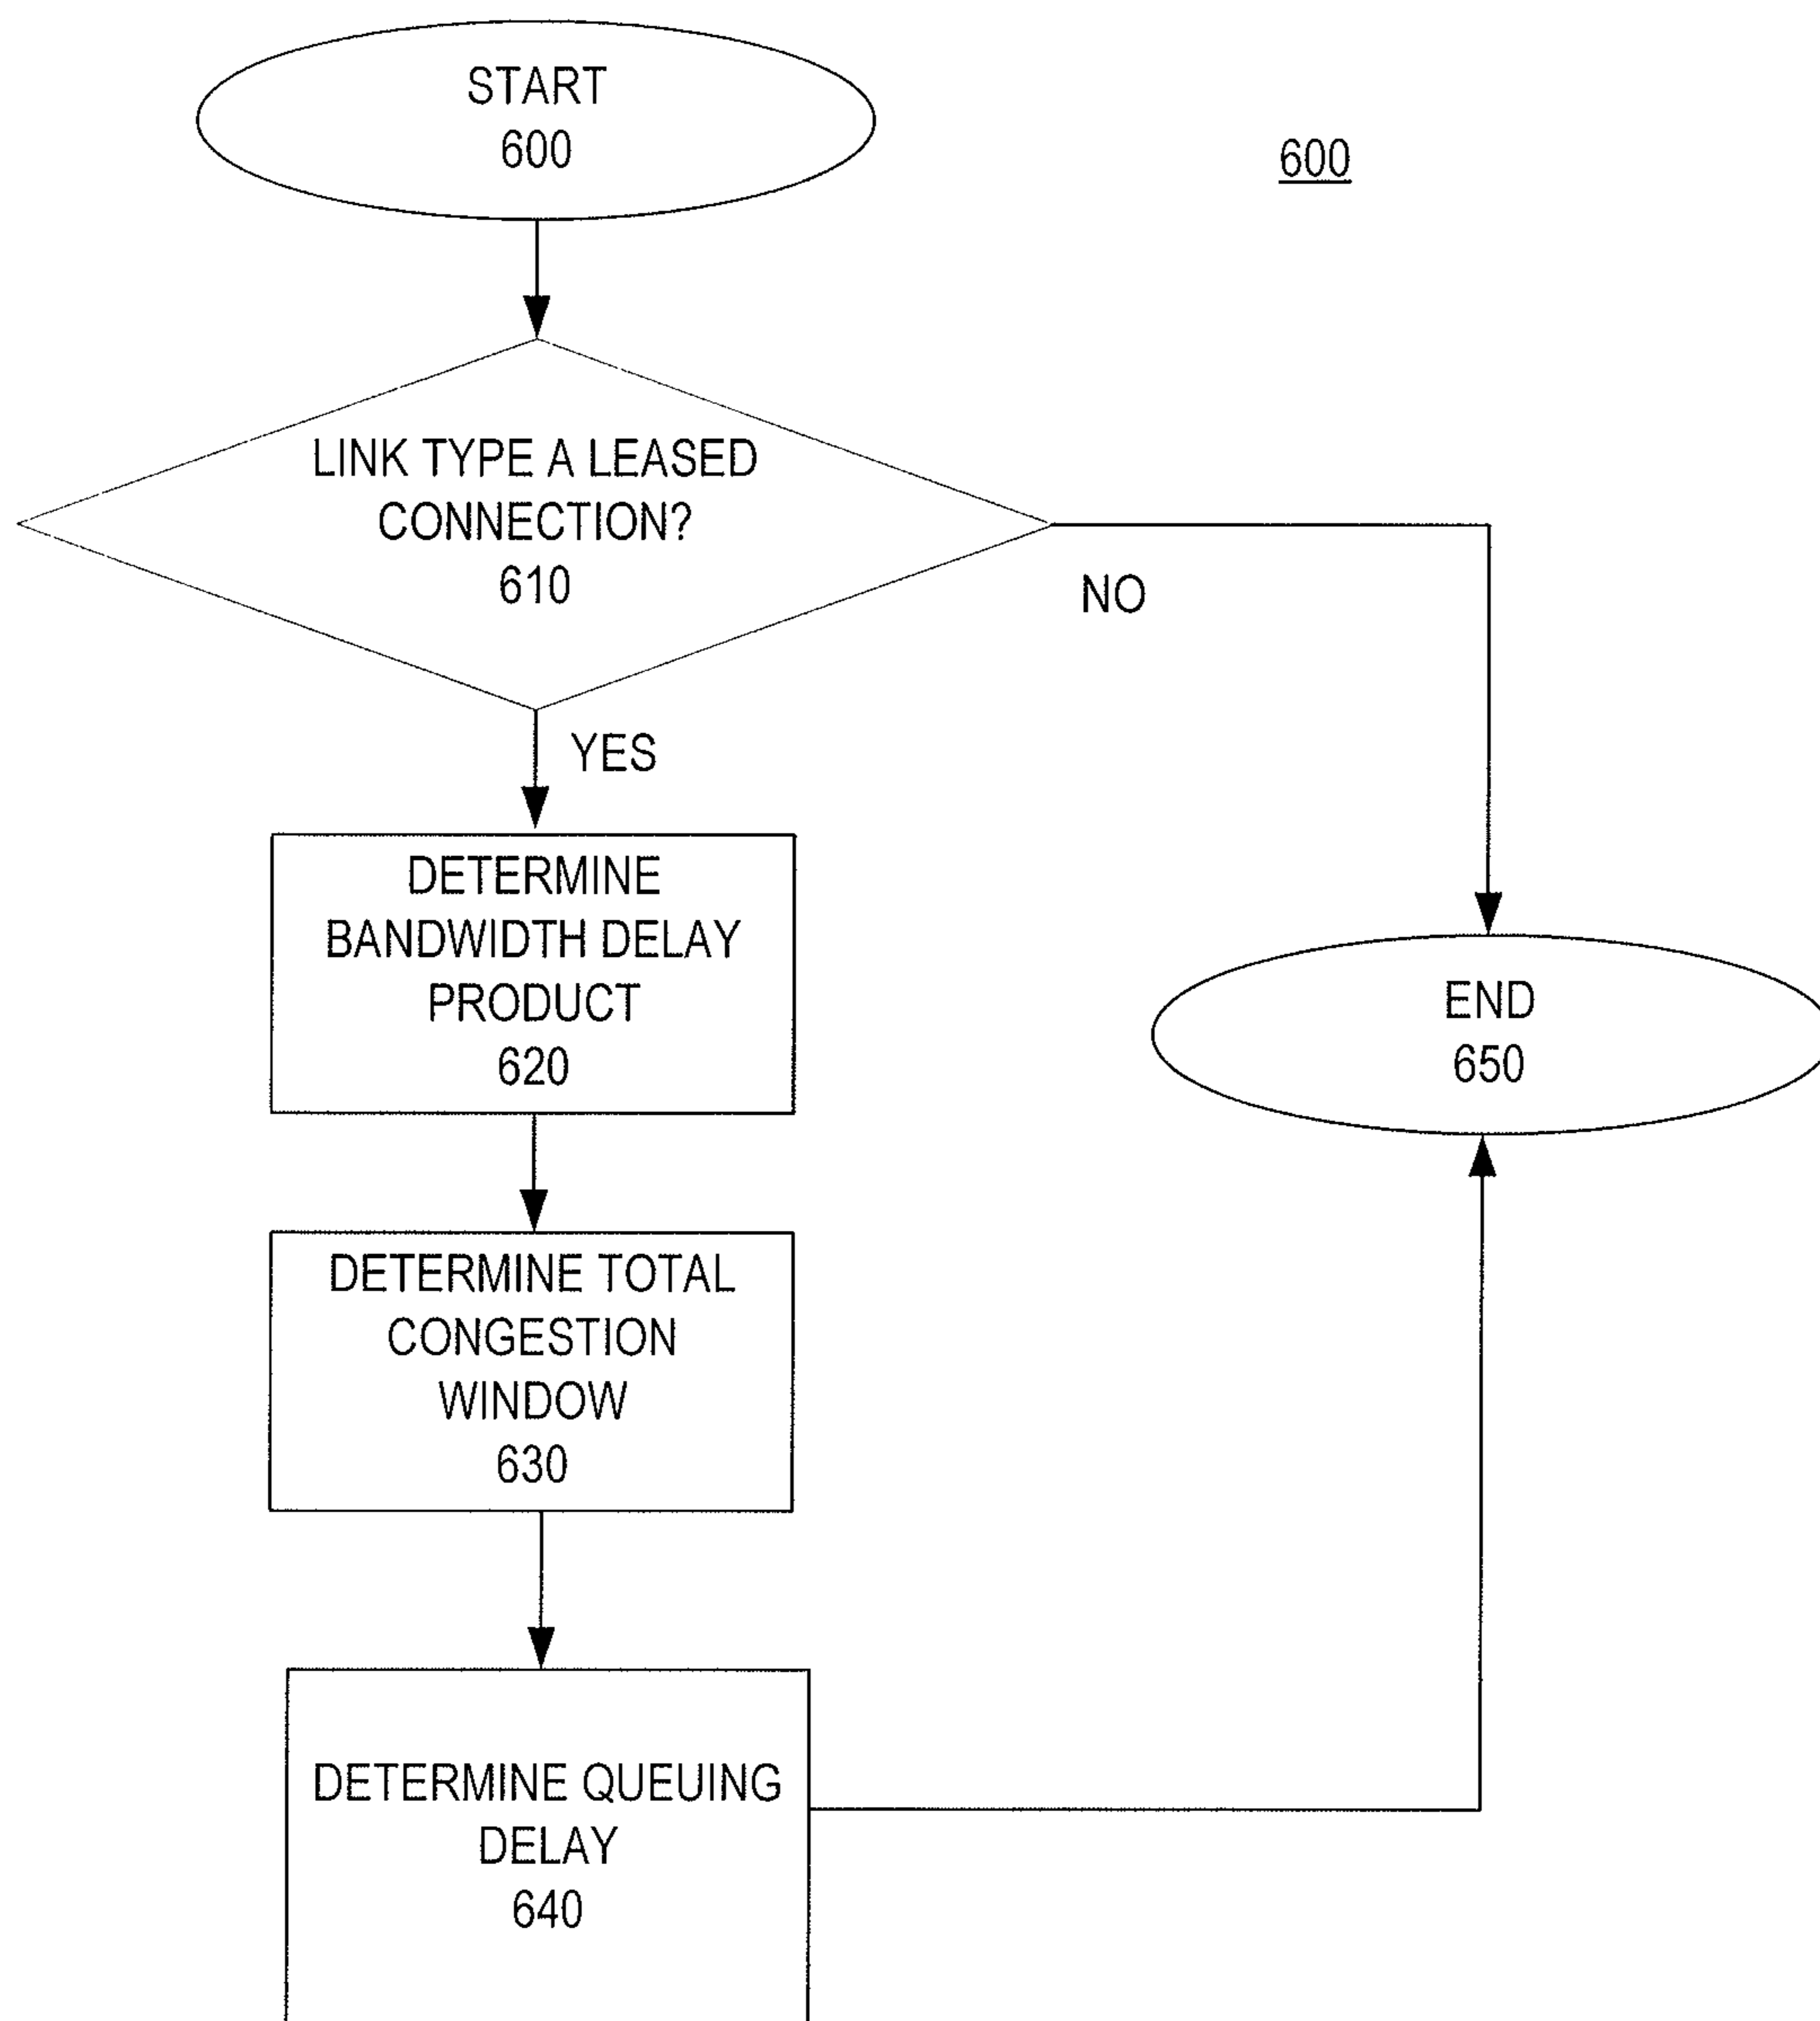 START
600
600
LINK TYPE A LEASED
CONNECTION?
610
NO
YES
DETERMINE
BANDWIDTH DELAY
PRODUCT
620
END
650
DETERMINE TOTAL
CONGESTION
WINDOW
630
DETERMINE QUEUING
DELAY
640